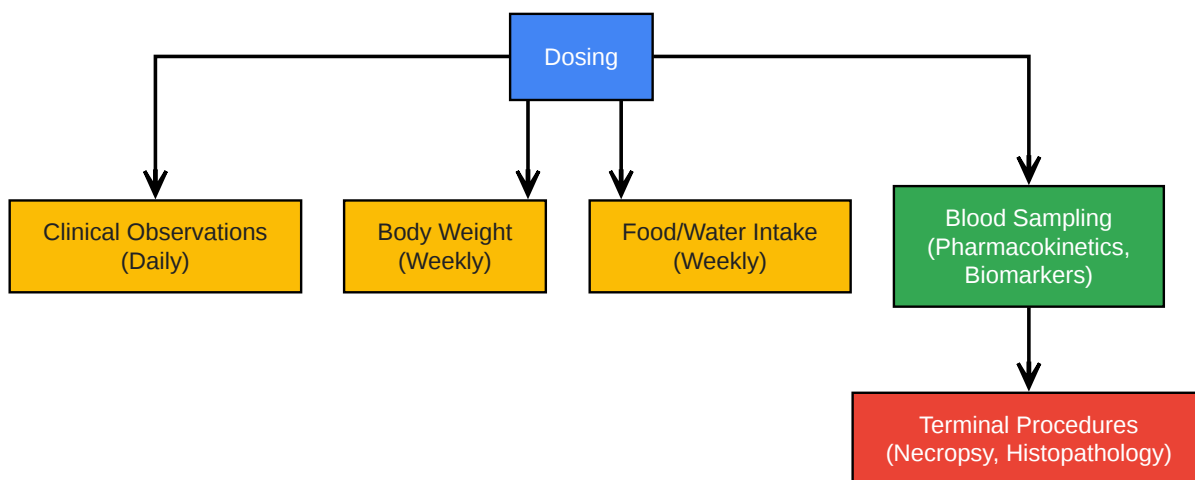 Dosing
Clinical Observations
(Daily)
Body Weight
(Weekly)
Food/Water Intake
(Weekly)
Blood Sampling
(Pharmacokinetics,
Biomarkers)
Terminal Procedures
(Necropsy, Histopathology)